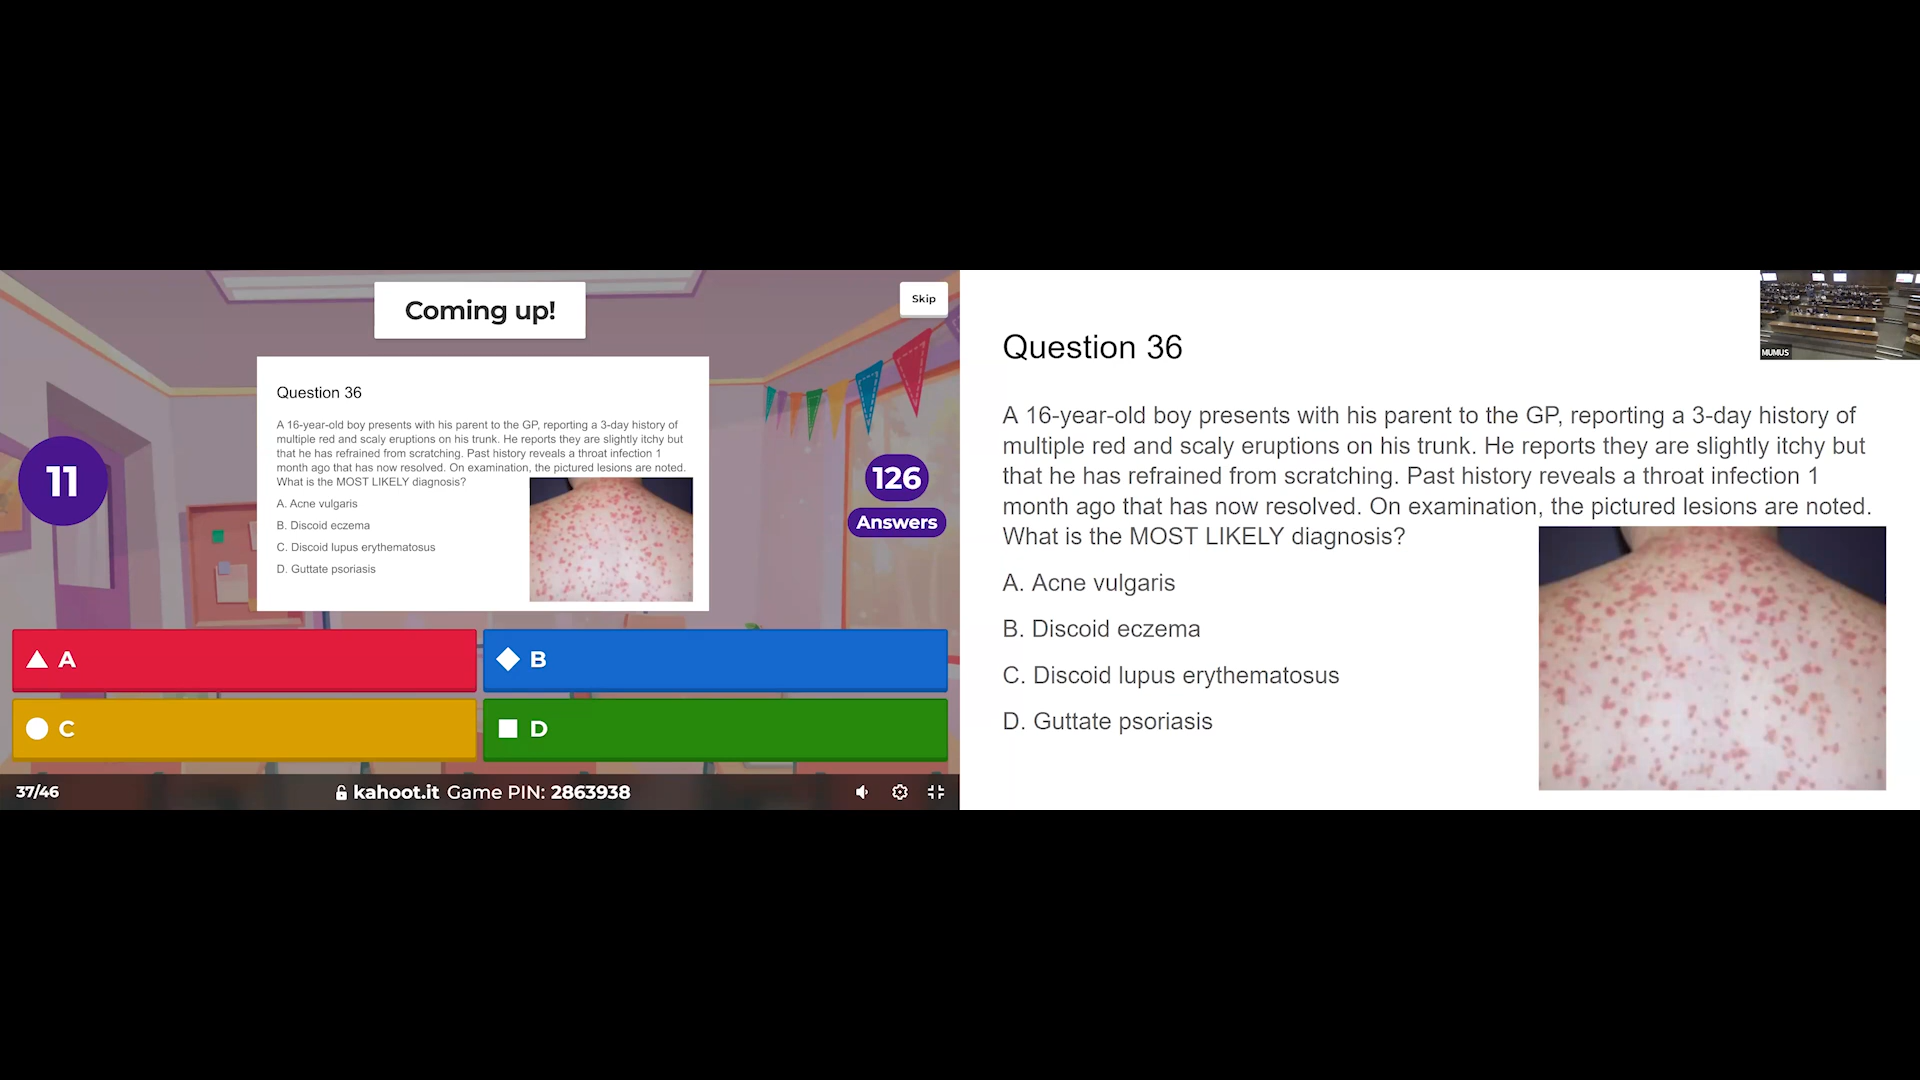 Coming up!
Skip
Question 36
A 16-year-old boy presents with his parent to the GP, reporting a 3-day history of
multiple red and scaly eruptions on his trunk. He reports they are slightly itchy but
that he has refrained from scratching. Past history reveals a throat infection 1
month ago that has now resolved. On examination, the pictured lesions are noted.
What is the MOST LIKELY diagnosis?
A. Acne vulgaris
B. Discoid eczema
C. Discoid lupus erythematosus
D. Guttate psoriasis
11
126
Answers
A
B
C
D
37/46
kahoot.it Game PIN: 2863938
MUMUS
Question 36
A 16-year-old boy presents with his parent to the GP, reporting a 3-day history of
multiple red and scaly eruptions on his trunk. He reports they are slightly itchy but
that he has refrained from scratching. Past history reveals a throat infection 1
month ago that has now resolved. On examination, the pictured lesions are noted.
What is the MOST LIKELY diagnosis?
A. Acne vulgaris
B. Discoid eczema
C. Discoid lupus erythematosus
D. Guttate psoriasis